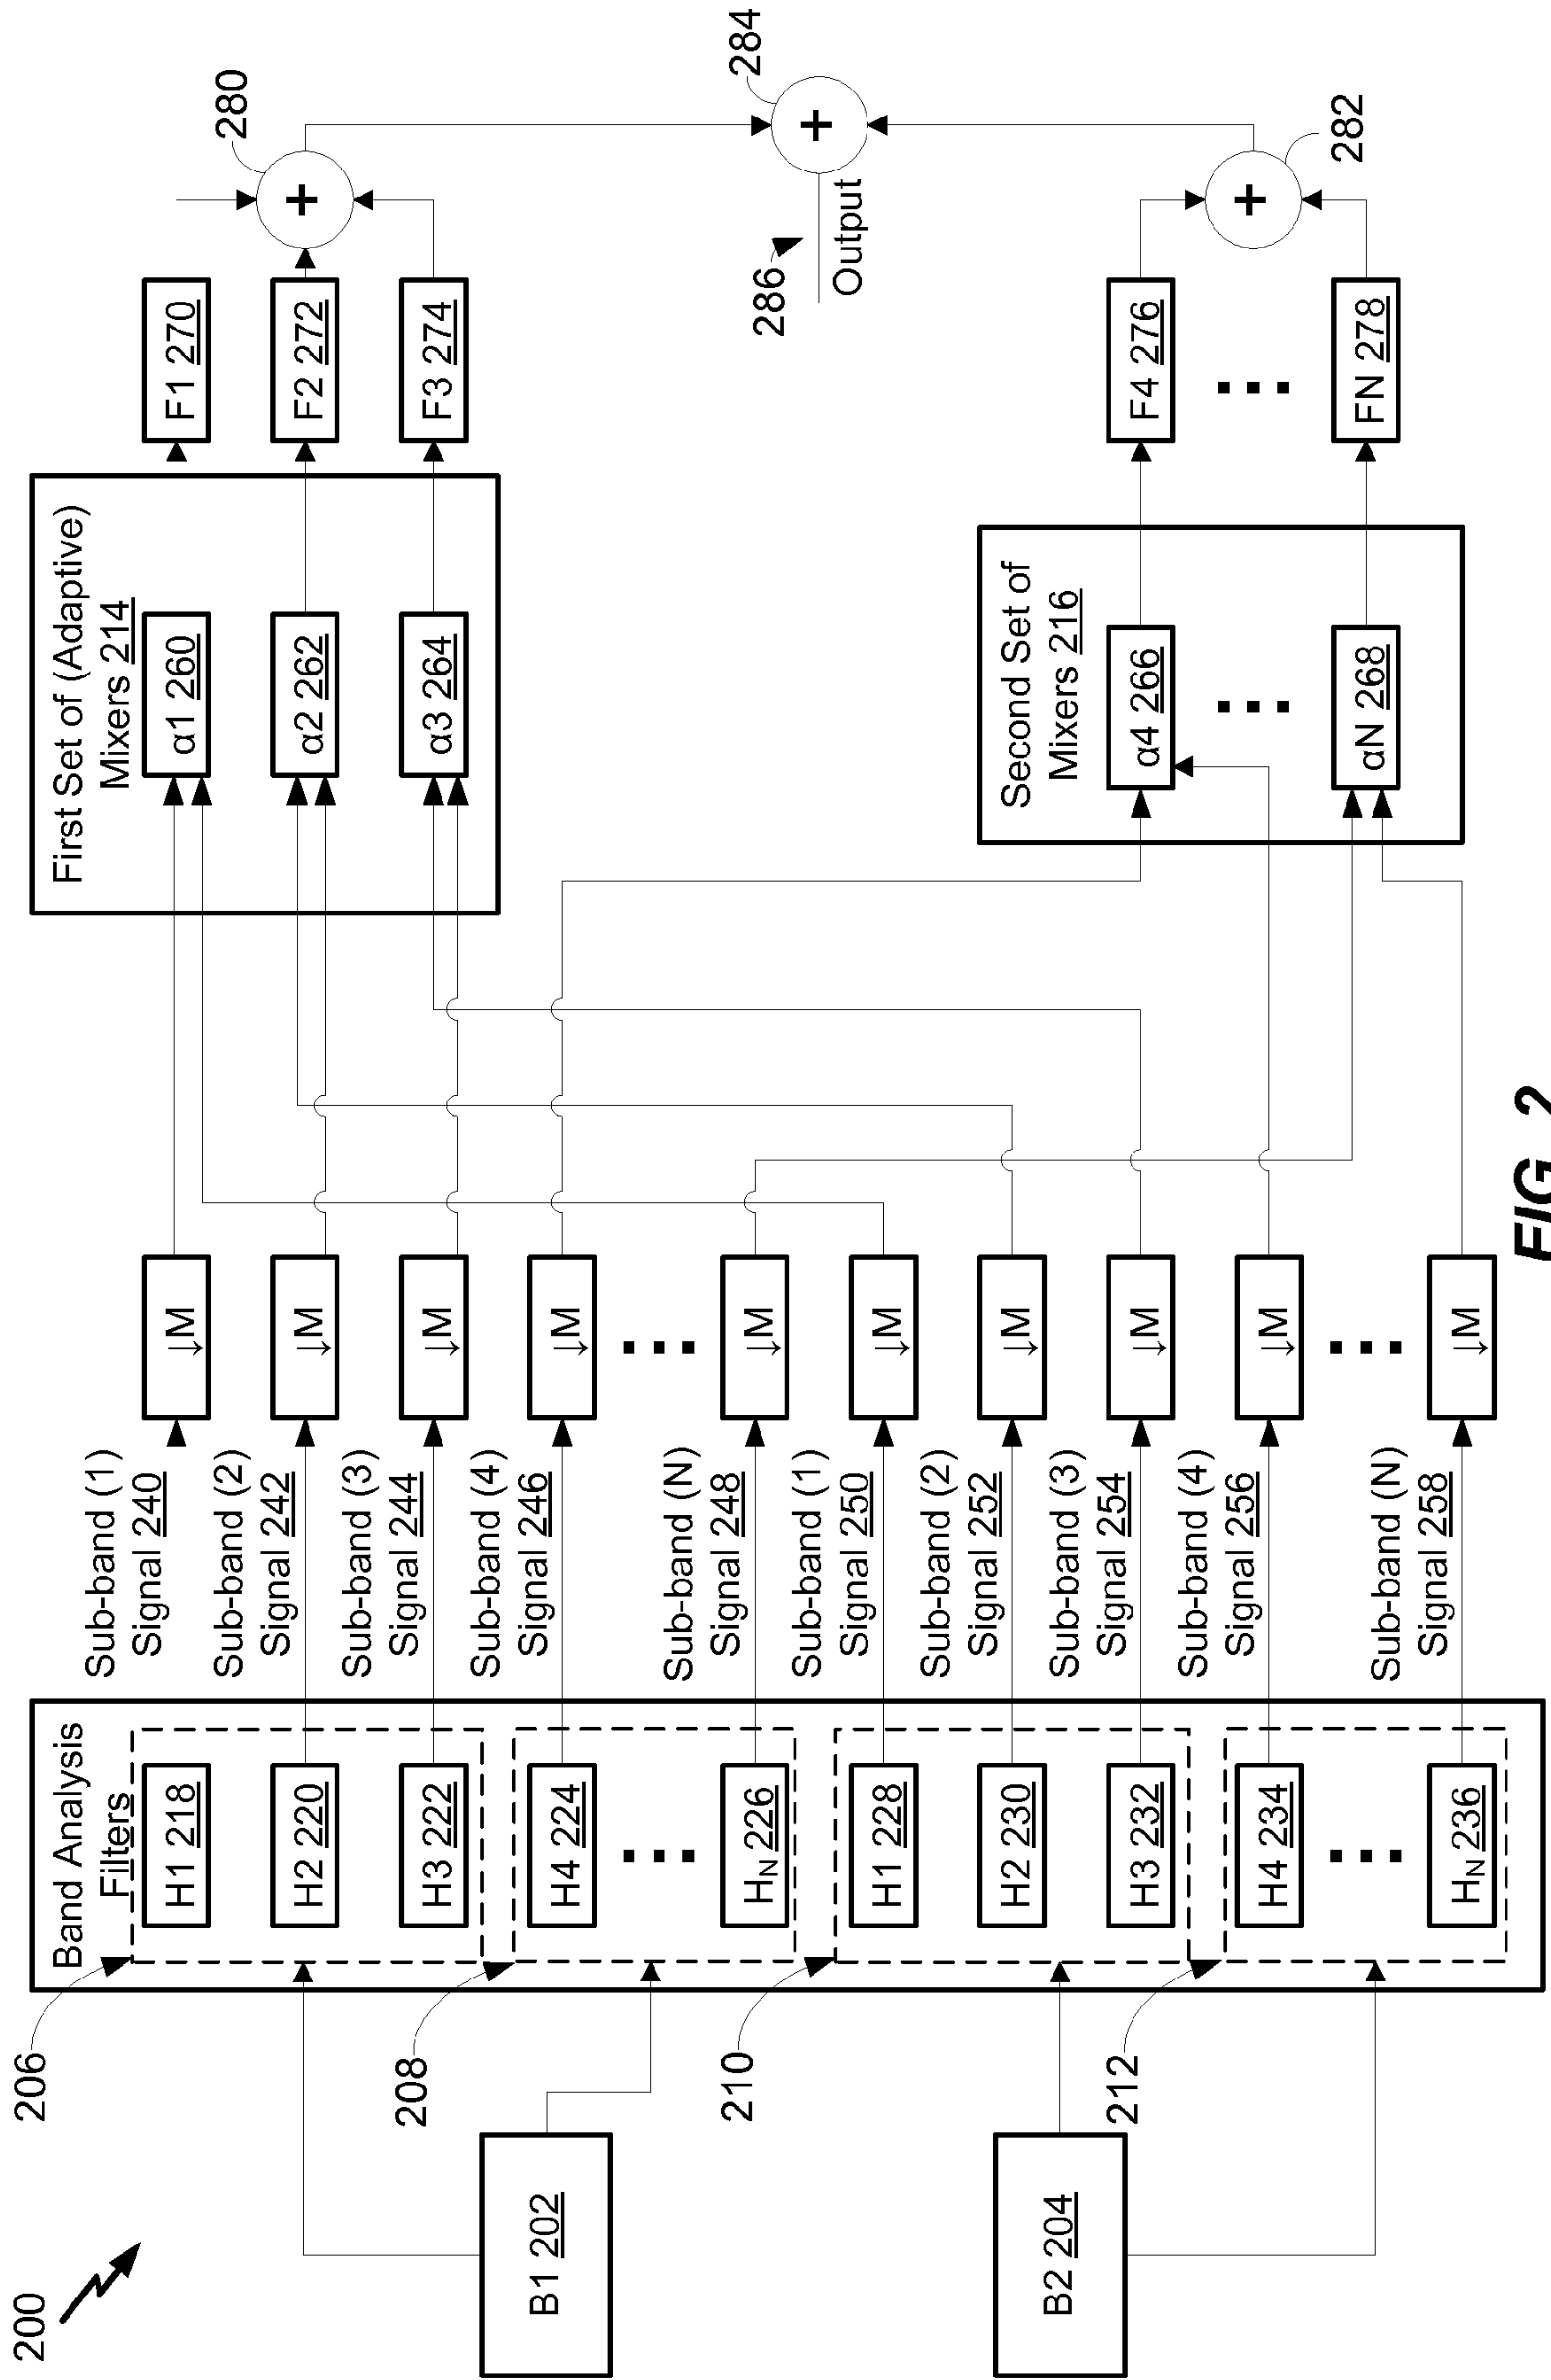 200
B1 202
B2 204
206
208
210
212
Band Analysis
Filters
H1 218
H2 220
H3 222
H4 224
...
HN 226
H1 228
H2 230
H3 232
H4 234
...
HN 236
Sub-band (1)
Signal 240
Sub-band (2)
Signal 242
Sub-band (3)
Signal 244
Sub-band (4)
Signal 246
Sub-band (N)
Signal 248
Sub-band (1)
Signal 250
Sub-band (2)
Signal 252
Sub-band (3)
Signal 254
Sub-band (4)
Signal 256
Sub-band (N)
Signal 258
↓M
↓M
↓M
↓M
...
↓M
↓M
↓M
↓M
↓M
...
↓M
First Set of (Adaptive)
Mixers 214
α1 260
α2 262
α3 264
Second Set of
Mixers 216
α4 266
...
αN 268
F1 270
F2 272
F3 274
F4 276
...
FN 278
280
+
284
+
286
Output
282
+
FIG. 2